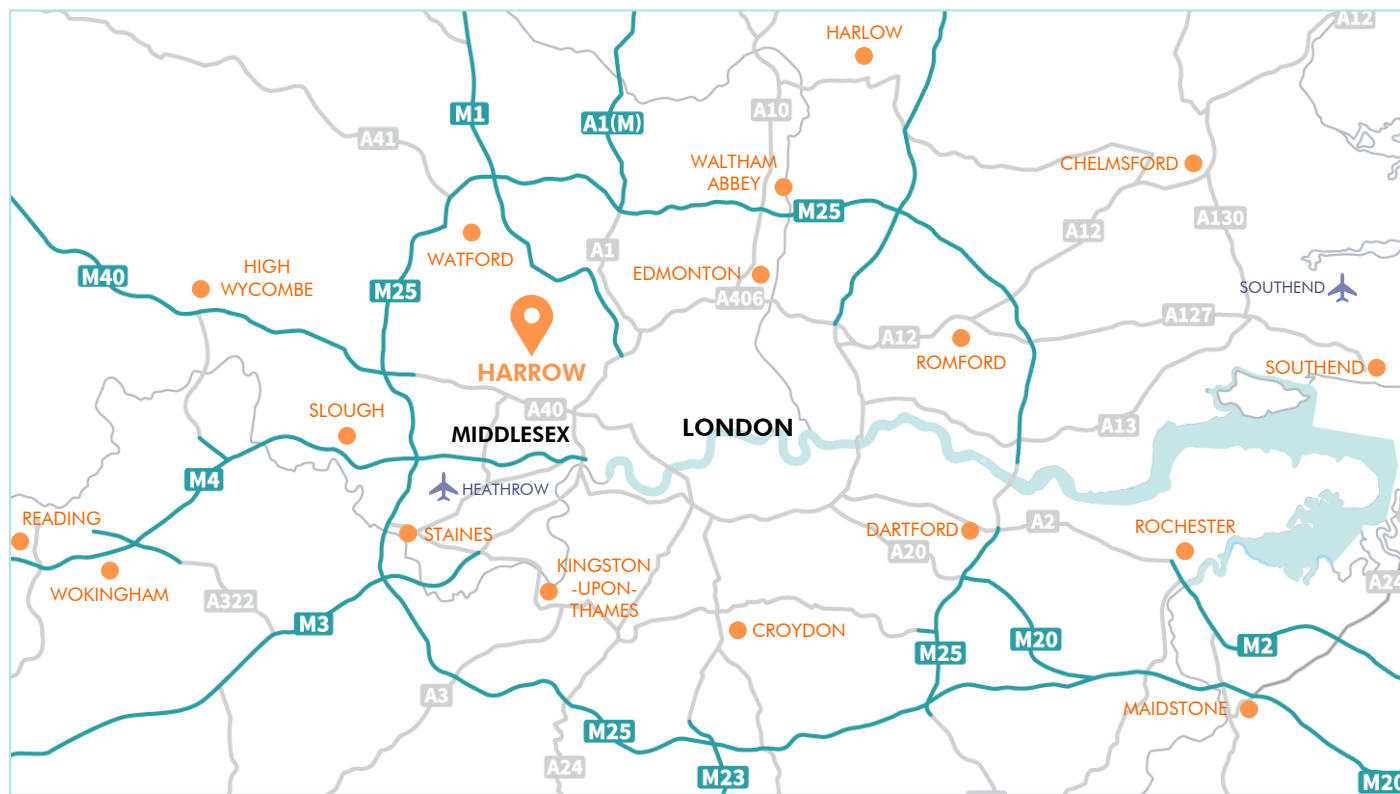 A12
HARLOW
M1
A10
A1(M)
A41
WALTHAM
ABBEY
CHELMSFORD
M25
A130
A12
A1
WATFORD
HIGH
WYCOMBE
M40
EDMONTON
M25
A406
SOUTHEND
A127
A12
ROMFORD
SOUTHEND
HARROW
SLOUGH
A40
MIDDLESEX
LONDON
A13
M4
HEATHROW
READING
STAINES
DARTFORD
A2
ROCHESTER
A20
KINGSTON
-UPON-
THAMES
WOKINGHAM
A322
M3
CROYDON
M25
M20
M2
A3
MAIDSTONE
M25
A24
M23
M20